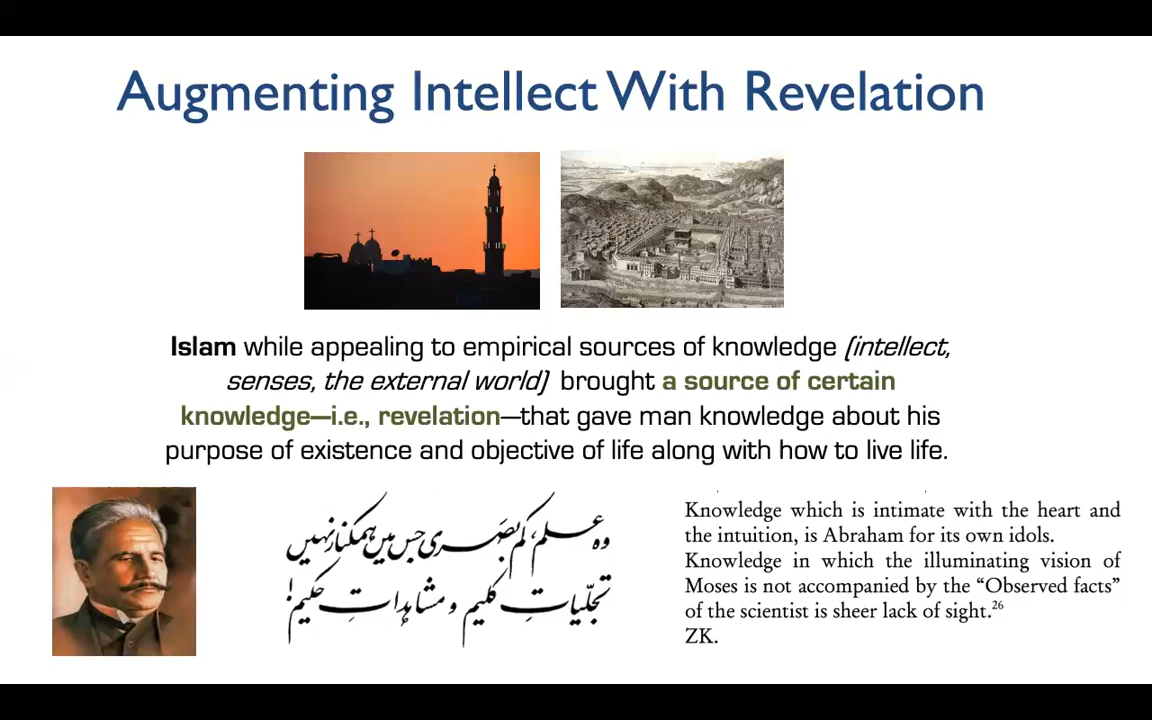 Augmenting Intellect With Revelation
Islam while appealing to empirical sources of knowledge (intellect,
senses, the external world) brought a source of certain
knowledge—i.e., revelation—that gave man knowledge about his
purpose of existence and objective of life along with how to live life.
وہ علم، کم بصَری جس میں ہمکنار نہیں
تجلّیاتِ کلیم و مشاہداتِ حکیم!
Knowledge which is intimate with the heart and
the intuition, is Abraham for its own idols.
Knowledge in which the illuminating vision of
Moses is not accompanied by the “Observed facts”
of the scientist is sheer lack of sight.26
ZK.